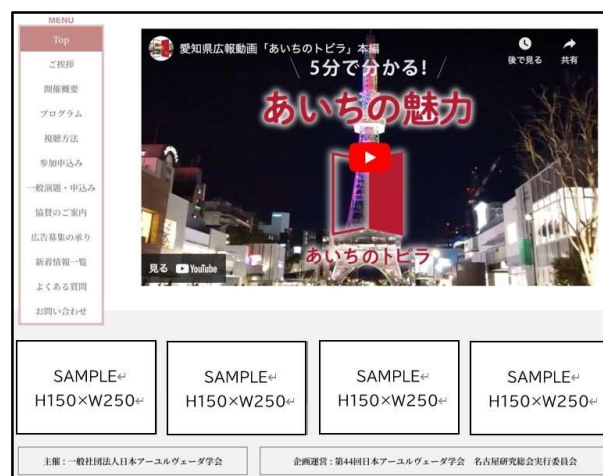 MENU
Top
ご挨拶
開催概要
プログラム
視聴方法
参加申込み
一般演題・申込み
協賛のご案内
広告募集の承り
新着情報一覧
よくある質問
お問い合わせ
愛知県広報動画「あいちのトビラ」本編
後で見る
共有
\ 5分で分かる! /
あいちの魅力
あいちのトビラ
見る YouTube
SAMPLE↵
H150×W250↵
SAMPLE↵
H150×W250↵
SAMPLE↵
H150×W250↵
SAMPLE↵
H150×W250↵
主催:一般社団法人日本アーユルヴェーダ学会
企画運営:第44回日本アーユルヴェーダ学会 名古屋研究総会実行委員会